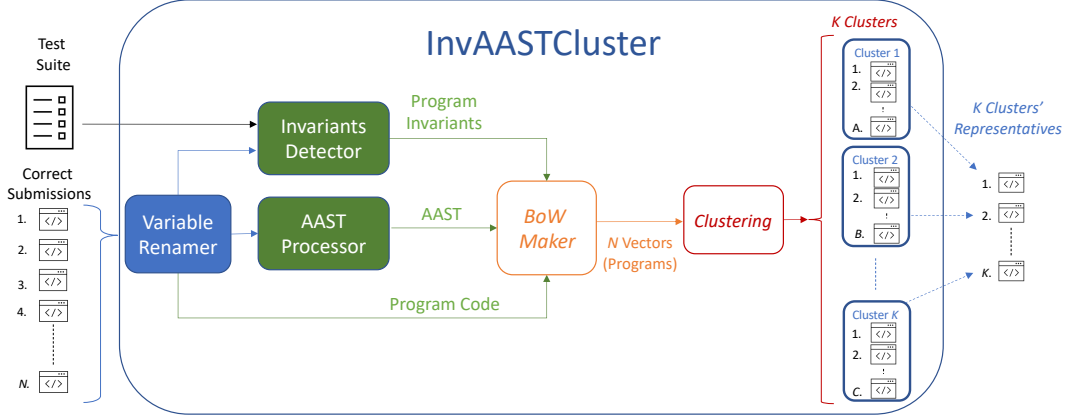 InvAASTCluster
Test
Suite
Correct
Submissions
1. </>
2. </>
3. </>
4. </>
N. </>
Variable
Renamer
Invariants
Detector
AAST
Processor
Program
Invariants
AAST
Program Code
BoW
Maker
N Vectors
(Programs)
Clustering
K Clusters
Cluster 1
1. </>
2. </>
A. </>
Cluster 2
1. </>
2. </>
B. </>
Cluster K
1. </>
2. </>
C. </>
K Clusters'
Representatives
1. </>
2. </>
K. </>